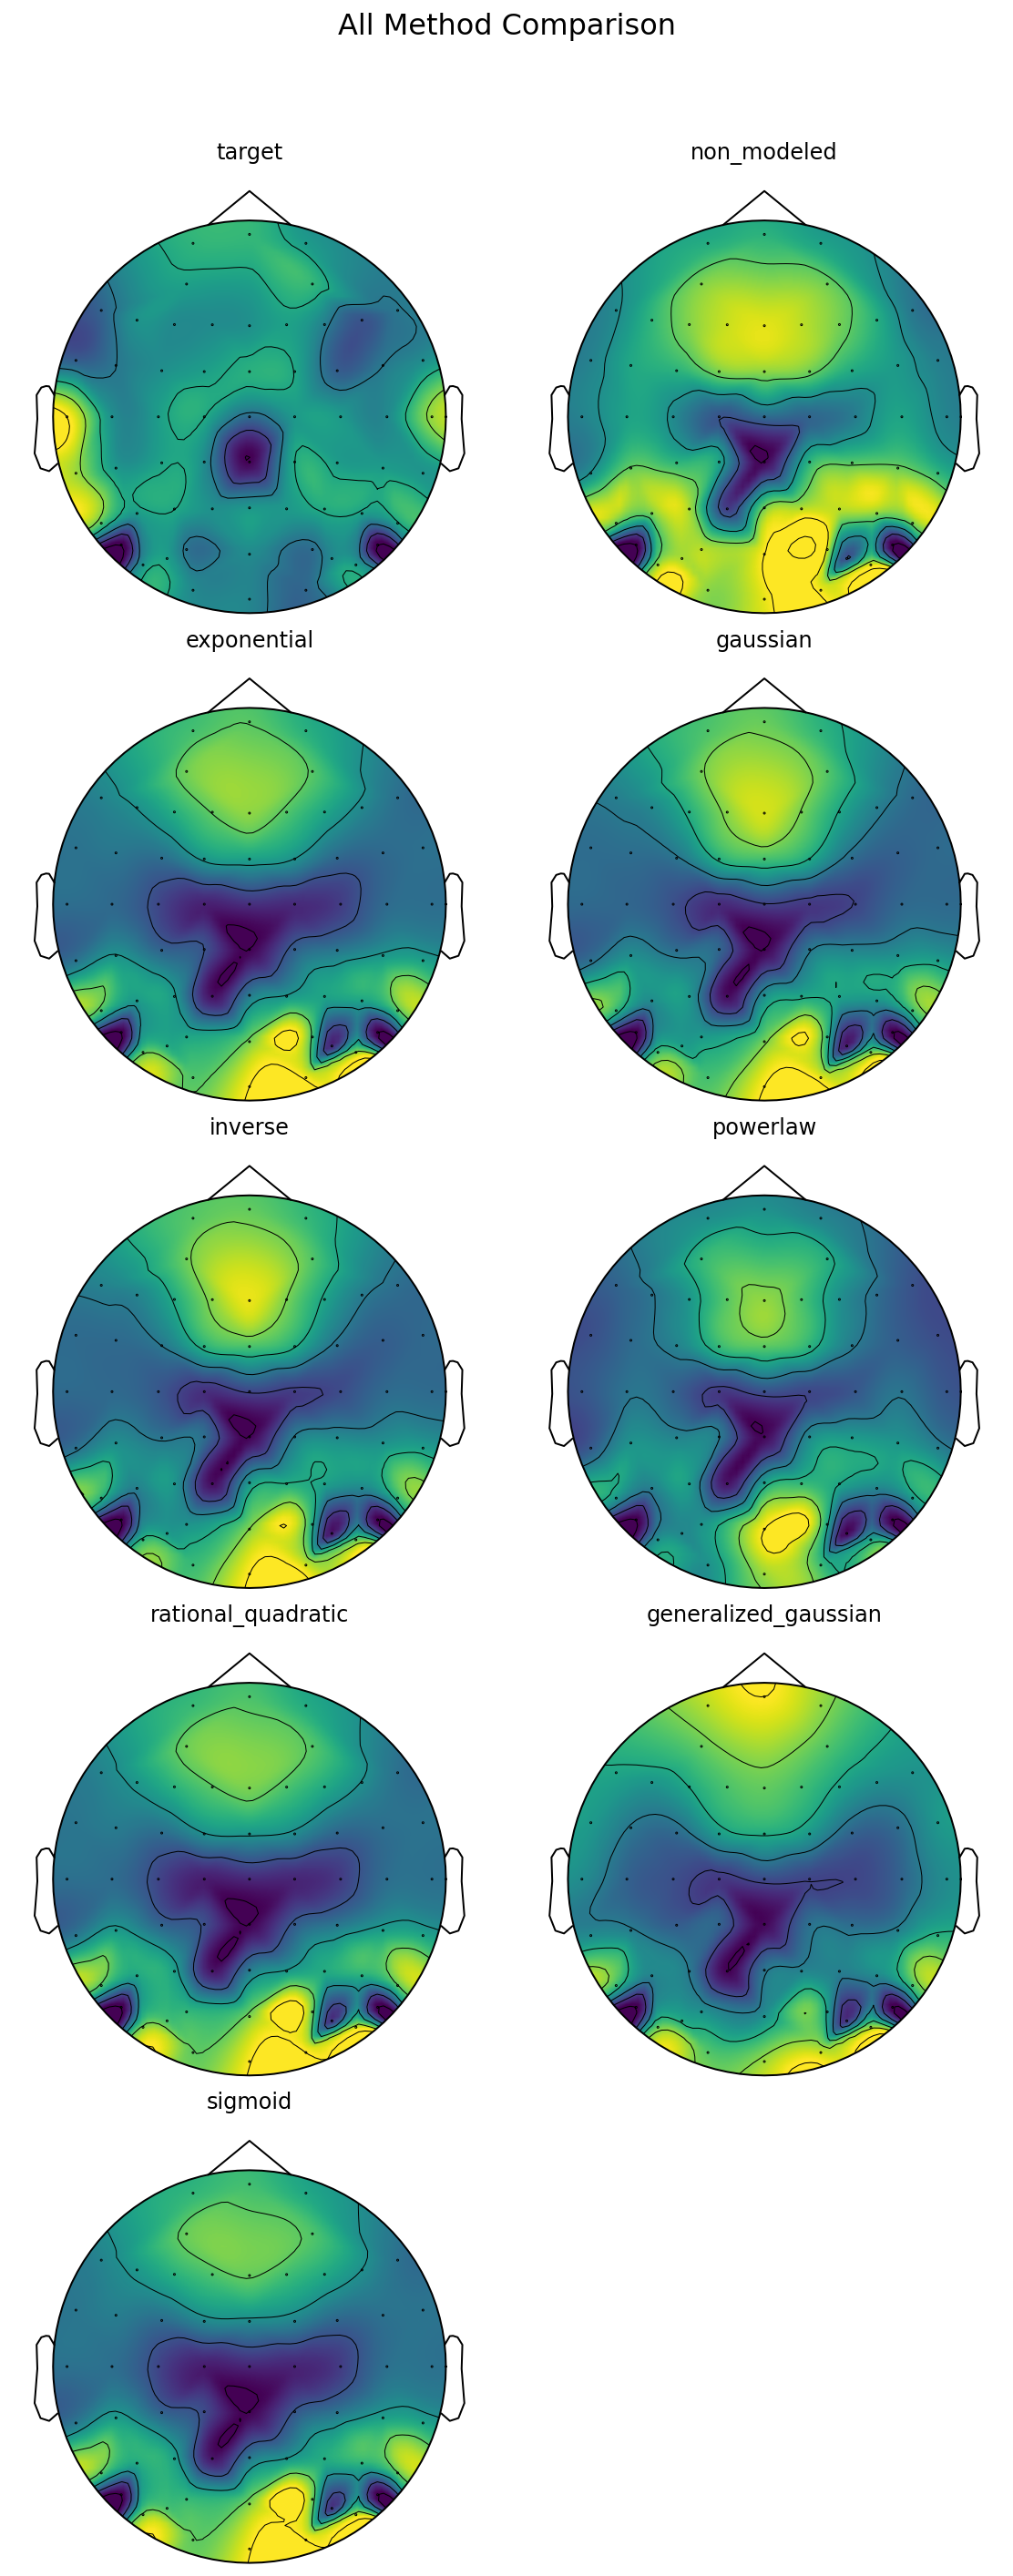 All Method Comparison
target
non_modeled
exponential
gaussian
inverse
powerlaw
rational_quadratic
generalized_gaussian
sigmoid